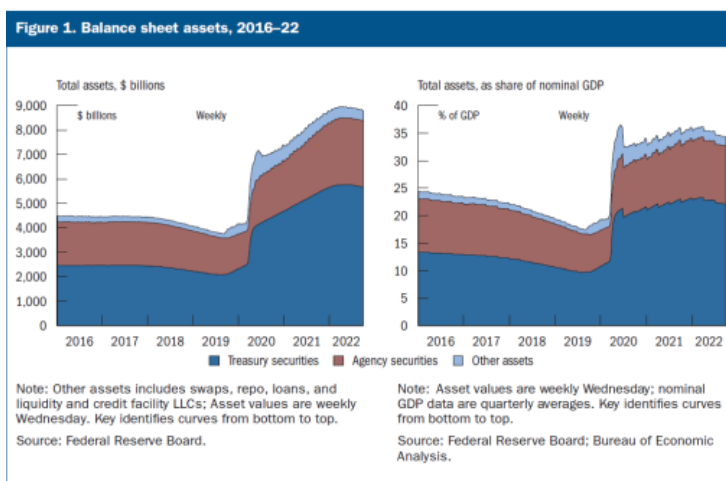 Figure 1. Balance sheet assets, 2016–22
Total assets, $ billions
$ billions
Weekly
9,000
8,000
7,000
6,000
5,000
4,000
3,000
2,000
1,000
0
2016 2017 2018 2019 2020 2021 2022
Total assets, as share of nominal GDP
% of GDP
Weekly
40
35
30
25
20
15
10
5
0
2016 2017 2018 2019 2020 2021 2022
Treasury securities Agency securities Other assets
Note: Other assets includes swaps, repo, loans, and
liquidity and credit facility LLCs; Asset values are weekly
Wednesday. Key identifies curves from bottom to top.
Source: Federal Reserve Board.
Note: Asset values are weekly Wednesday; nominal
GDP data are quarterly averages. Key identifies curves
from bottom to top.
Source: Federal Reserve Board; Bureau of Economic
Analysis.